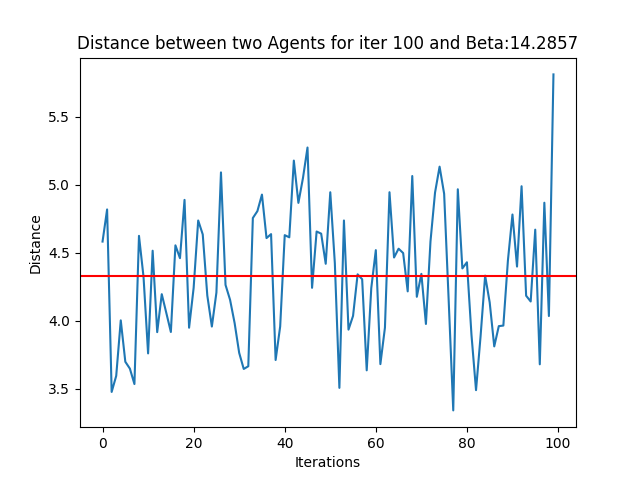 Distance between two Agents for iter 100 and Beta:14.2857
5.5
5.0
4.5
4.0
3.5
Distance
0 20 40 60 80 100
Iterations